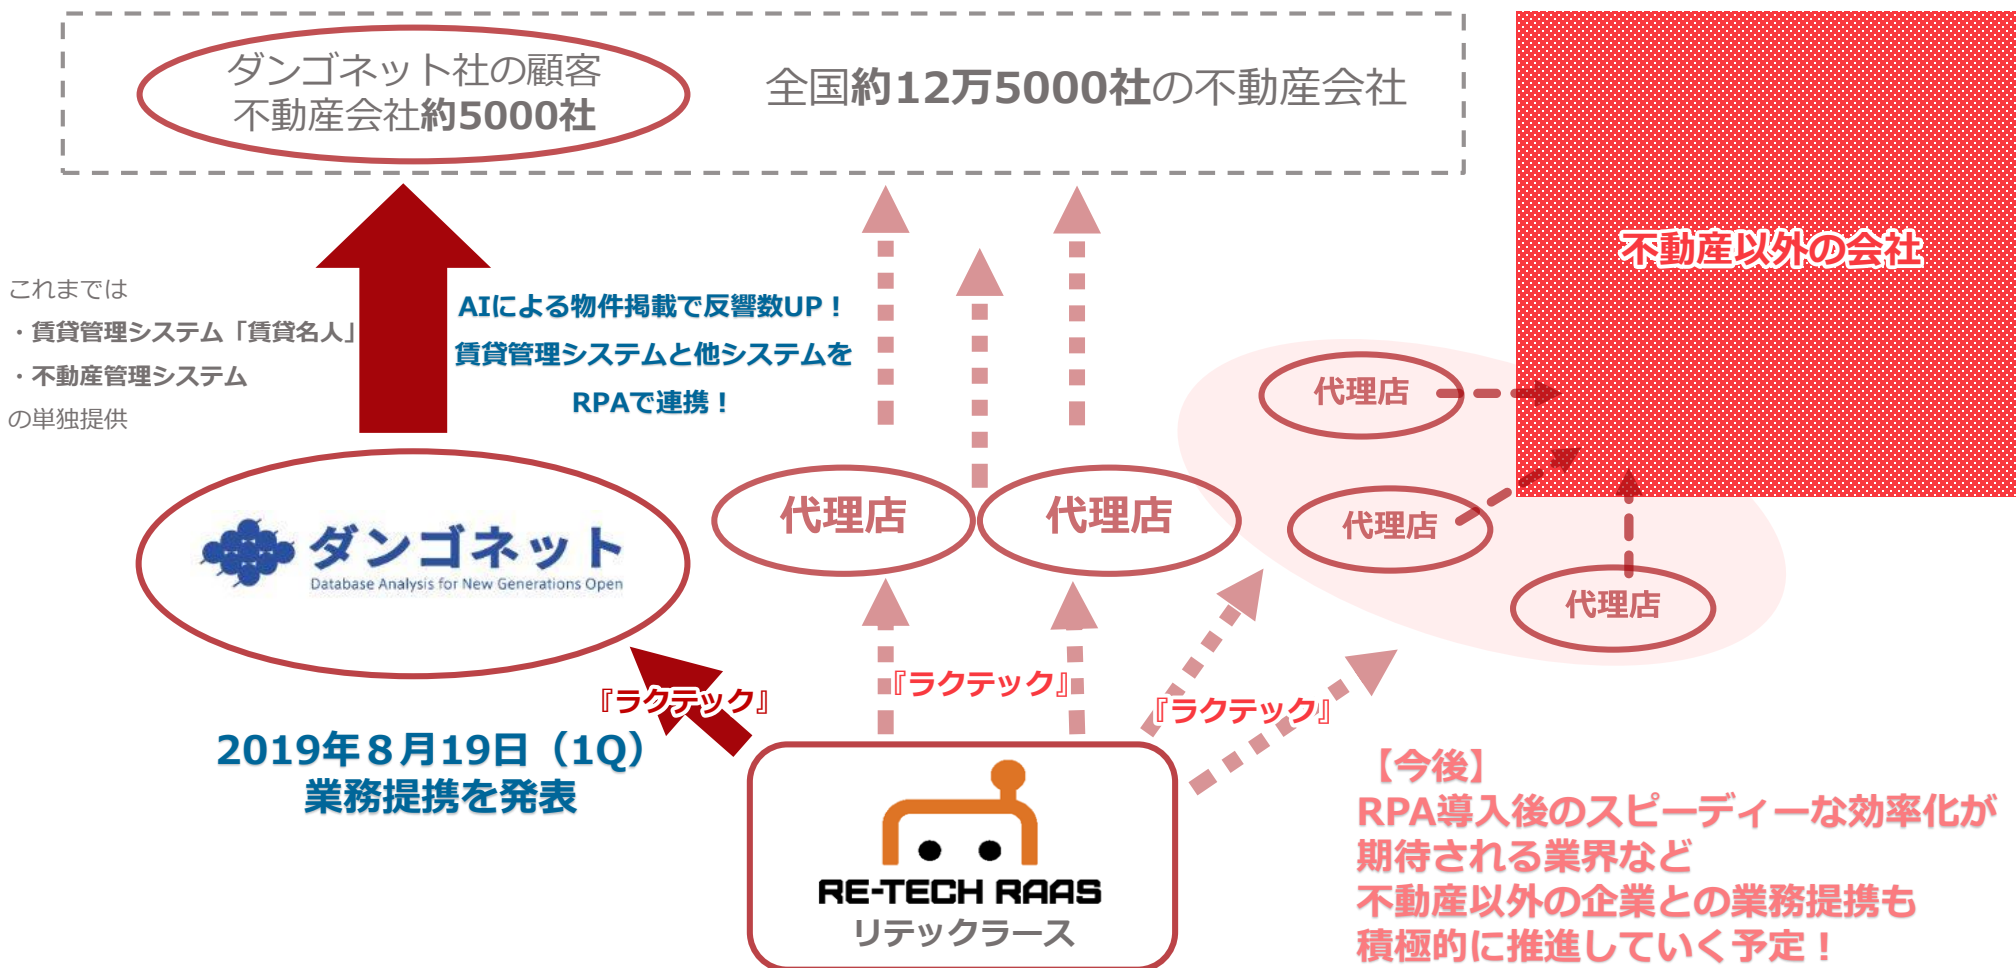 ダンゴネット社の顧客
不動産会社約5000社
全国約12万5000社の不動産会社
不動産以外の会社
これまでは
・賃貸管理システム「賃貸名人」
・不動産管理システム
の単独提供
AIによる物件掲載で反響数UP！
賃貸管理システムと他システムを
RPAで連携！
代理店
代理店
代理店
代理店
代理店
ダンゴネット
Database Analysis for New Generations Open
『ラクテック』
『ラクテック』
『ラクテック』
2019年８月19日（1Q）
業務提携を発表
RE-TECH RAAS
リテックラース
【今後】
RPA導入後のスピーディーな効率化が
期待される業界など
不動産以外の企業との業務提携も
積極的に推進していく予定！